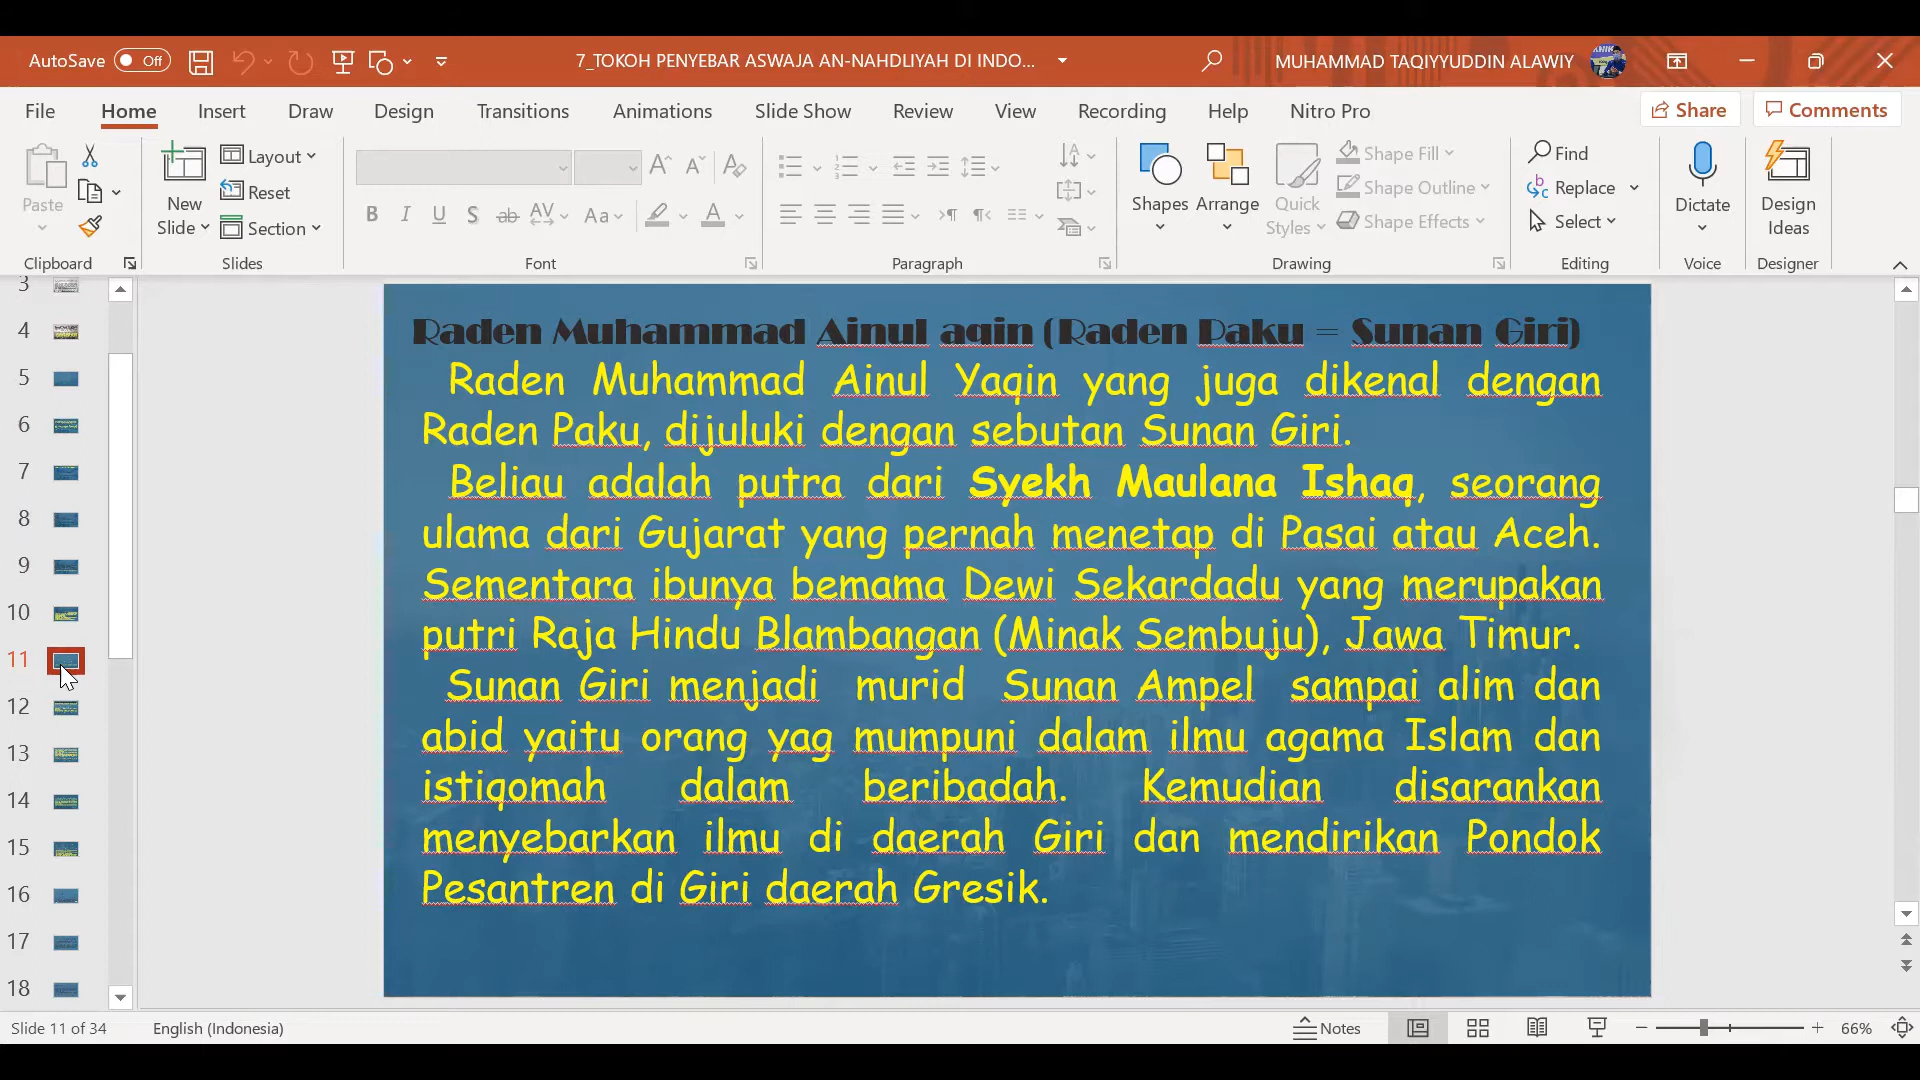 AutoSave Off 7_TOKOH PENYEBAR ASWAJA AN-NAHDLIYAH DI INDO... MUHAMMAD TAQIYYUDDIN ALAWIY
File Home Insert Draw Design Transitions Animations Slide Show Review View Recording Help Nitro Pro Share Comments
Paste
New Slide
Layout
Reset
Section
B I U S ab AV Aa A
Shapes Arrange Quick Styles
Shape Fill
Shape Outline
Shape Effects
Find
Replace
Select
Dictate
Design Ideas
Clipboard Slides Font Paragraph Drawing Editing Voice Designer
3
4
5
6
7
8
9
10
11
12
13
14
15
16
17
18
Raden Muhammad Ainul aqin (Raden Paku = Sunan Giri)
Raden Muhammad Ainul Yaqin yang juga dikenal dengan
Raden Paku, dijuluki dengan sebutan Sunan Giri.
Beliau adalah putra dari Syekh Maulana Ishaq, seorang
ulama dari Gujarat yang pernah menetap di Pasai atau Aceh.
Sementara ibunya bemama Dewi Sekardadu yang merupakan
putri Raja Hindu Blambangan (Minak Sembuju), Jawa Timur.
Sunan Giri menjadi murid Sunan Ampel sampai alim dan
abid yaitu orang yag mumpuni dalam ilmu agama Islam dan
istiqomah dalam beribadah. Kemudian disarankan
menyebarkan ilmu di daerah Giri dan mendirikan Pondok
Pesantren di Giri daerah Gresik.
Slide 11 of 34 English (Indonesia) Notes 66%